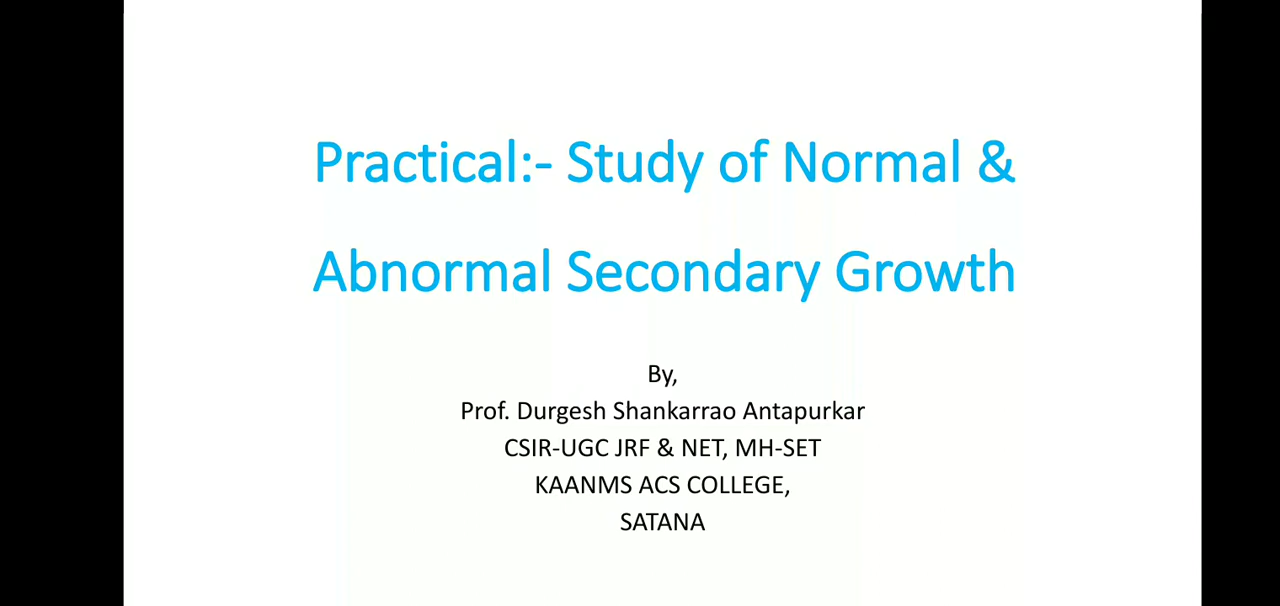 Practical:- Study of Normal &
Abnormal Secondary Growth
By,
Prof. Durgesh Shankarrao Antapurkar
CSIR-UGC JRF & NET, MH-SET
KAANMS ACS COLLEGE,
SATANA